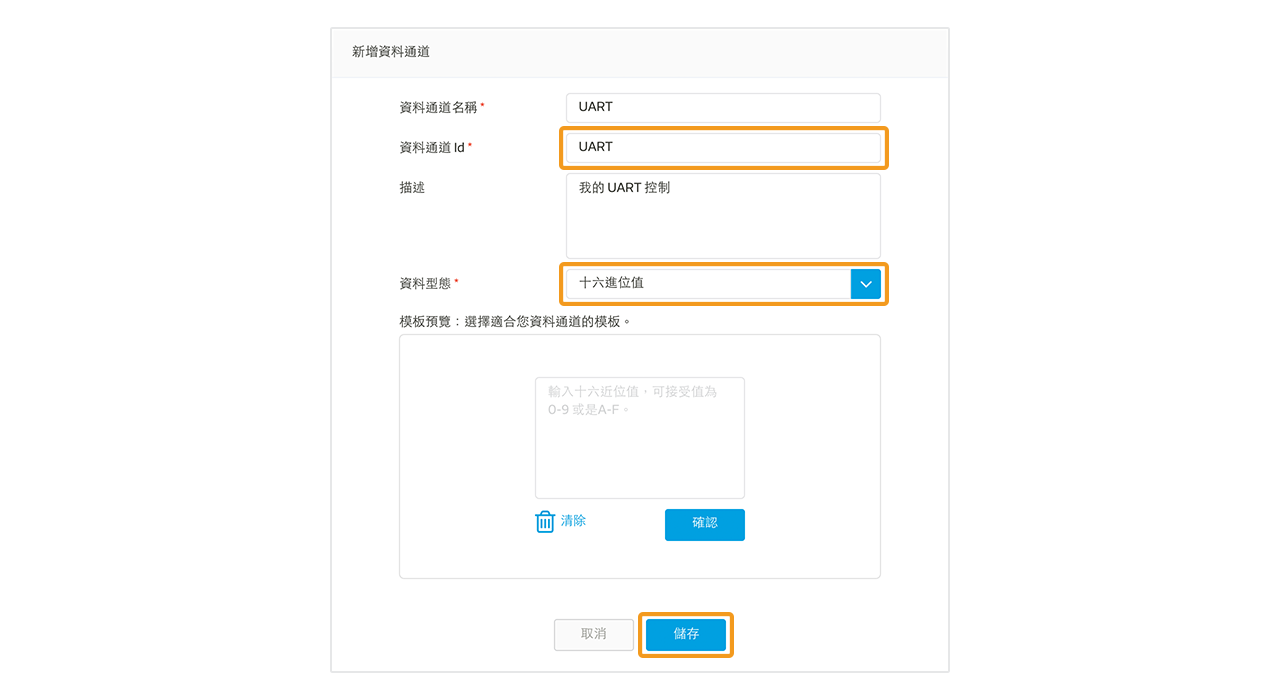 新增資料通道
資料通道名稱* UART
資料通道 Id* UART
描述 我的 UART 控制
資料型態* 十六進位值
模板預覽：選擇適合您資料通道的模板。
輸入十六近位值，可接受值為
0-9 或是A-F。
清除 確認
取消 儲存